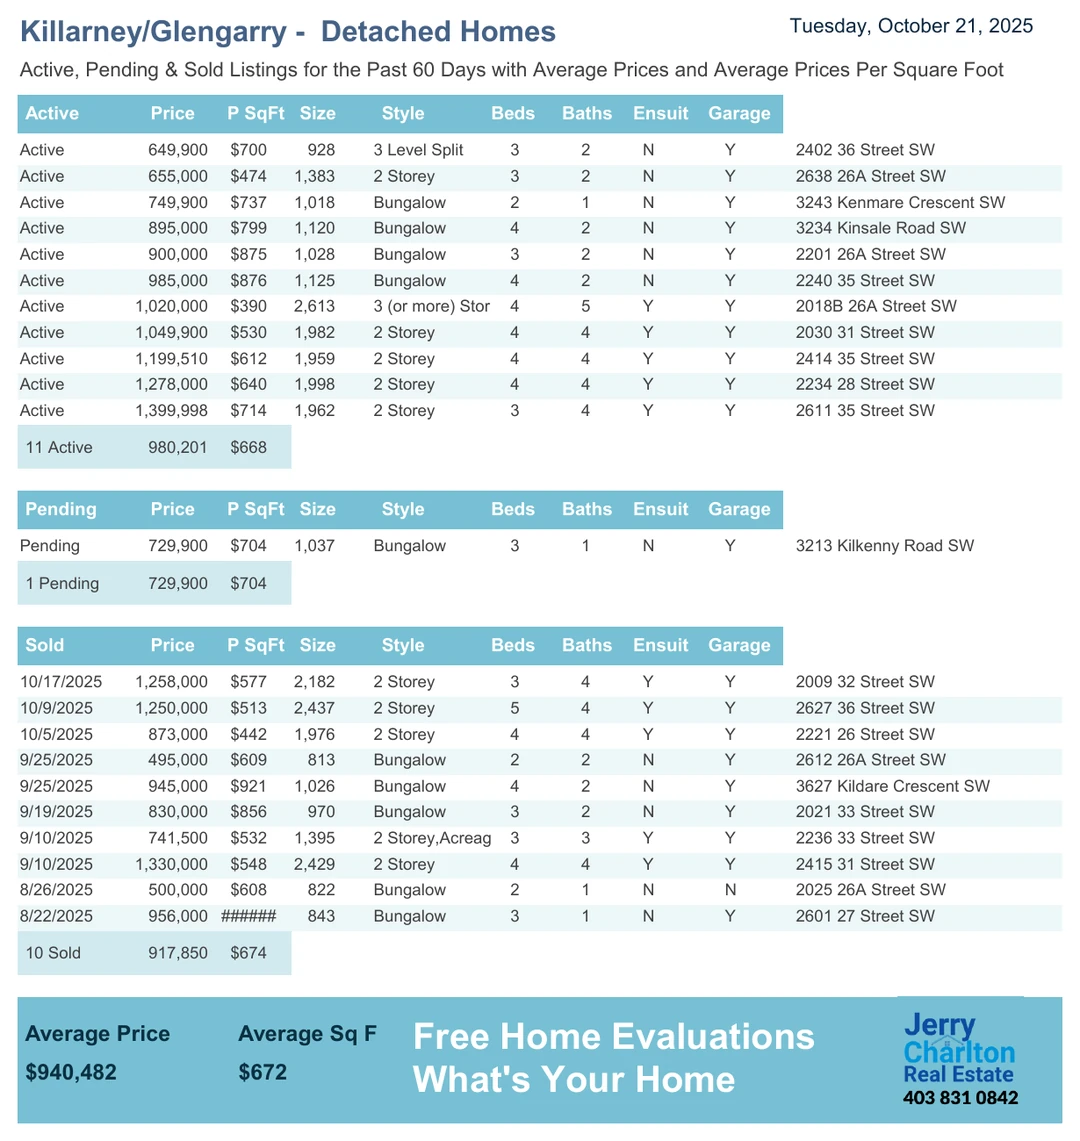 Killarney/Glengarry - Detached Homes Tuesday, October 21, 2025
Active, Pending & Sold Listings for the Past 60 Days with Average Prices and Average Prices Per Square Foot
Active Price P SqFt Size Style Beds Baths Ensuit Garage
Active 649,900 $700 928 3 Level Split 3 2 N Y 2402 36 Street SW
Active 655,000 $474 1,383 2 Storey 3 2 N Y 2638 26A Street SW
Active 749,900 $737 1,018 Bungalow 2 1 N Y 3243 Kenmare Crescent SW
Active 895,000 $799 1,120 Bungalow 4 2 N Y 3234 Kinsale Road SW
Active 900,000 $875 1,028 Bungalow 3 2 N Y 2201 26A Street SW
Active 985,000 $876 1,125 Bungalow 4 2 N Y 2240 35 Street SW
Active 1,020,000 $390 2,613 3 (or more) Stor 4 5 Y Y 2018B 26A Street SW
Active 1,049,900 $530 1,982 2 Storey 4 4 Y Y 2030 31 Street SW
Active 1,199,510 $612 1,959 2 Storey 4 4 Y Y 2414 35 Street SW
Active 1,278,000 $640 1,998 2 Storey 4 4 Y Y 2234 28 Street SW
Active 1,399,998 $714 1,962 2 Storey 3 4 Y Y 2611 35 Street SW
11 Active 980,201 $668
Pending Price P SqFt Size Style Beds Baths Ensuit Garage
Pending 729,900 $704 1,037 Bungalow 3 1 N Y 3213 Kilkenny Road SW
1 Pending 729,900 $704
Sold Price P SqFt Size Style Beds Baths Ensuit Garage
10/17/2025 1,258,000 $577 2,182 2 Storey 3 4 Y Y 2009 32 Street SW
10/9/2025 1,250,000 $513 2,437 2 Storey 5 4 Y Y 2627 36 Street SW
10/5/2025 873,000 $442 1,976 2 Storey 4 4 Y Y 2221 26 Street SW
9/25/2025 495,000 $609 813 Bungalow 2 2 N Y 2612 26A Street SW
9/25/2025 945,000 $921 1,026 Bungalow 4 2 N Y 3627 Kildare Crescent SW
9/19/2025 830,000 $856 970 Bungalow 3 2 N Y 2021 33 Street SW
9/10/2025 741,500 $532 1,395 2 Storey,Acreag 3 3 Y Y 2236 33 Street SW
9/10/2025 1,330,000 $548 2,429 2 Storey 4 4 Y Y 2415 31 Street SW
8/26/2025 500,000 $608 822 Bungalow 2 1 N N 2025 26A Street SW
8/22/2025 956,000 ###### 843 Bungalow 3 1 N Y 2601 27 Street SW
10 Sold 917,850 $674
Average Price Average Sq F
$940,482 $672
Free Home Evaluations
What's Your Home
Jerry
Charlton
Real Estate
403 831 0842